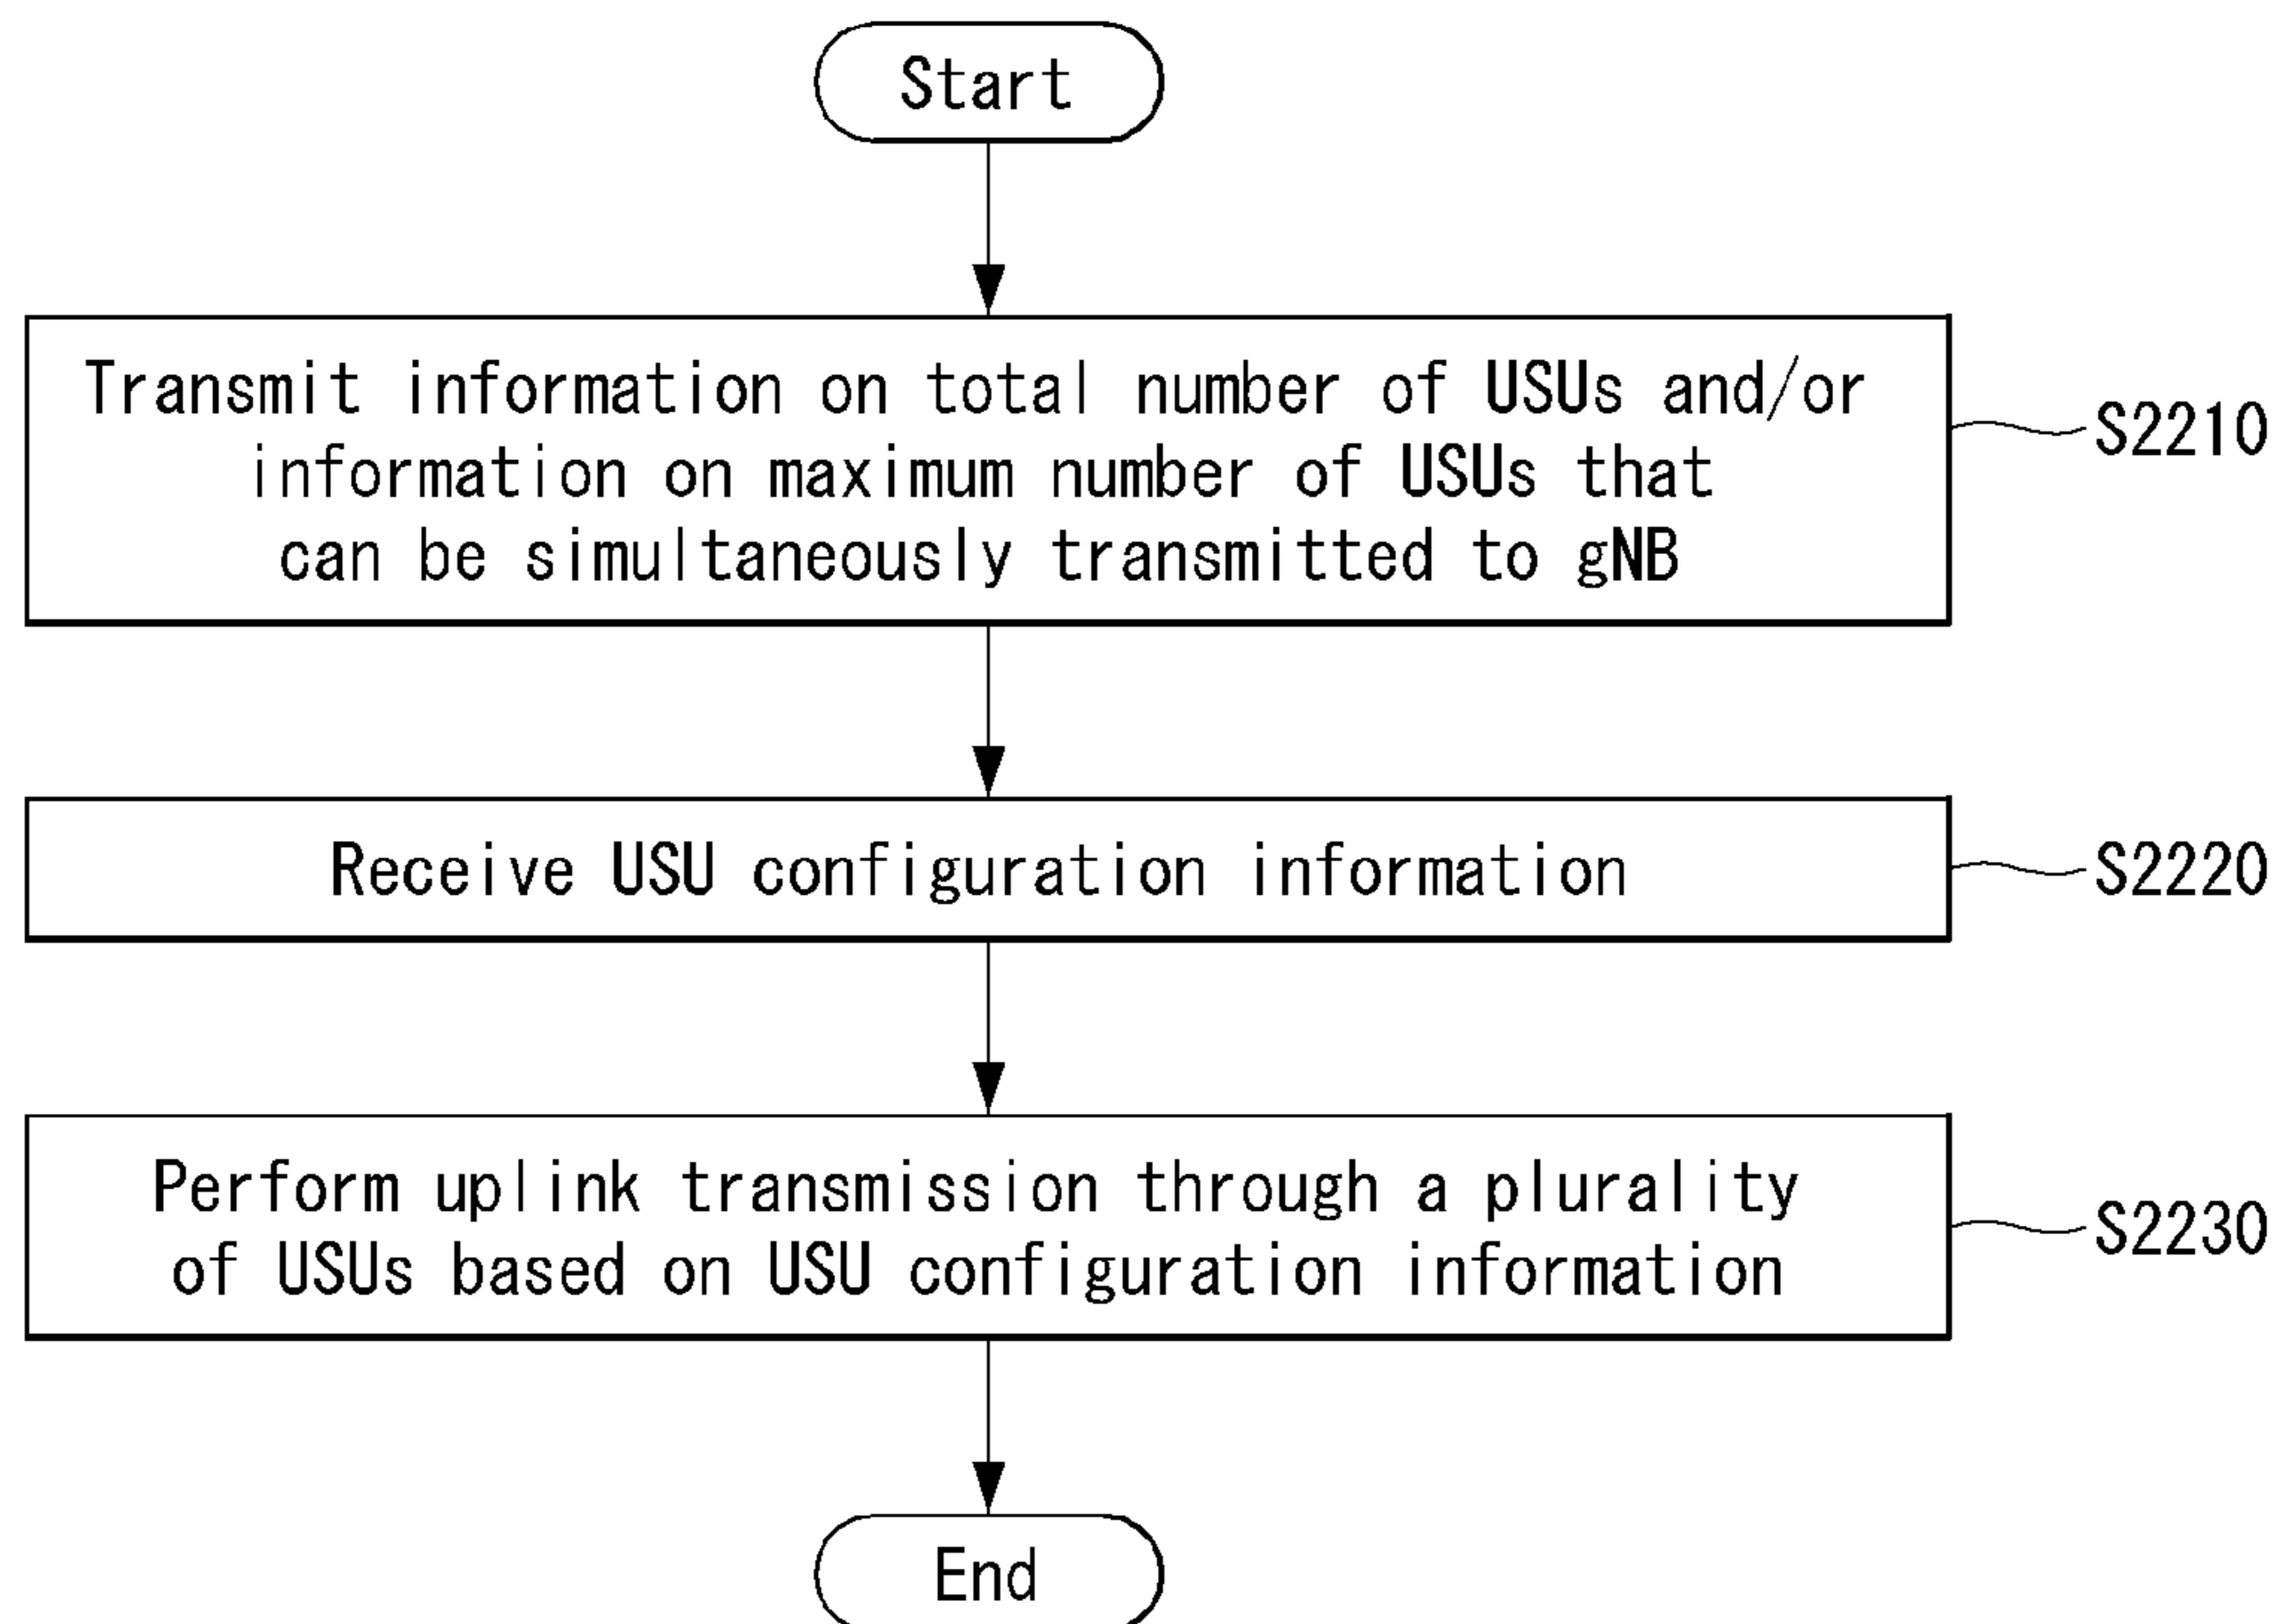 Start
Transmit information on total number of USUs and/or
information on maximum number of USUs that
can be simultaneously transmitted to gNB
S2210
Receive USU configuration information
S2220
Perform uplink transmission through a plurality
of USUs based on USU configuration information
S2230
End